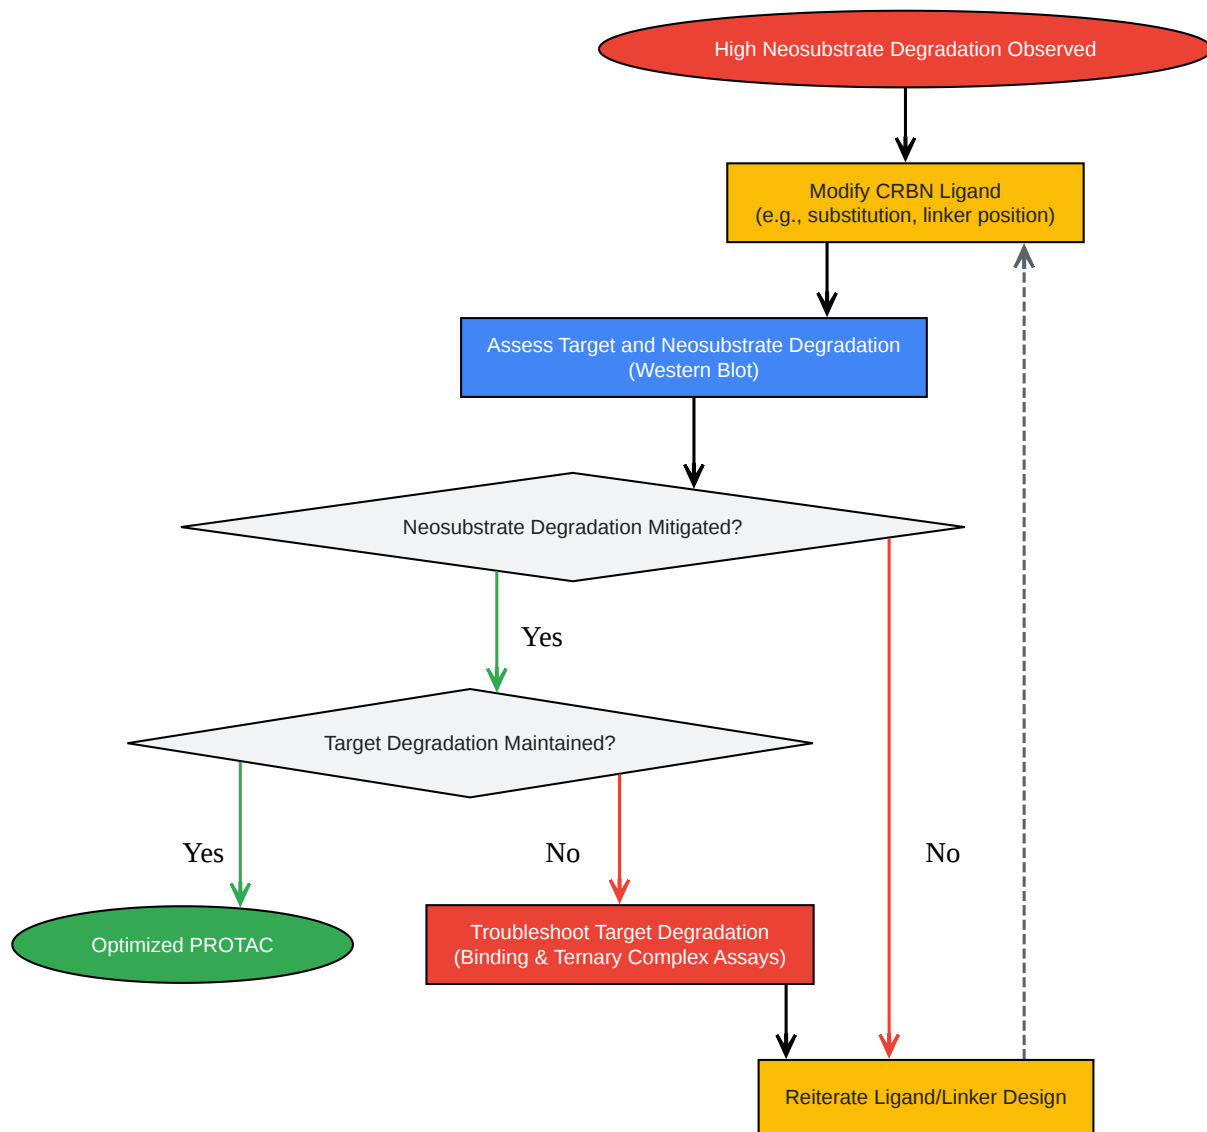 High Neosubstrate Degradation Observed
Modify CRBN Ligand
(e.g., substitution, linker position)
Assess Target and Neosubstrate Degradation
(Western Blot)
Neosubstrate Degradation Mitigated?
Yes
Target Degradation Maintained?
Yes
No
No
Optimized PROTAC
Troubleshoot Target Degradation
(Binding & Ternary Complex Assays)
Reiterate Ligand/Linker Design